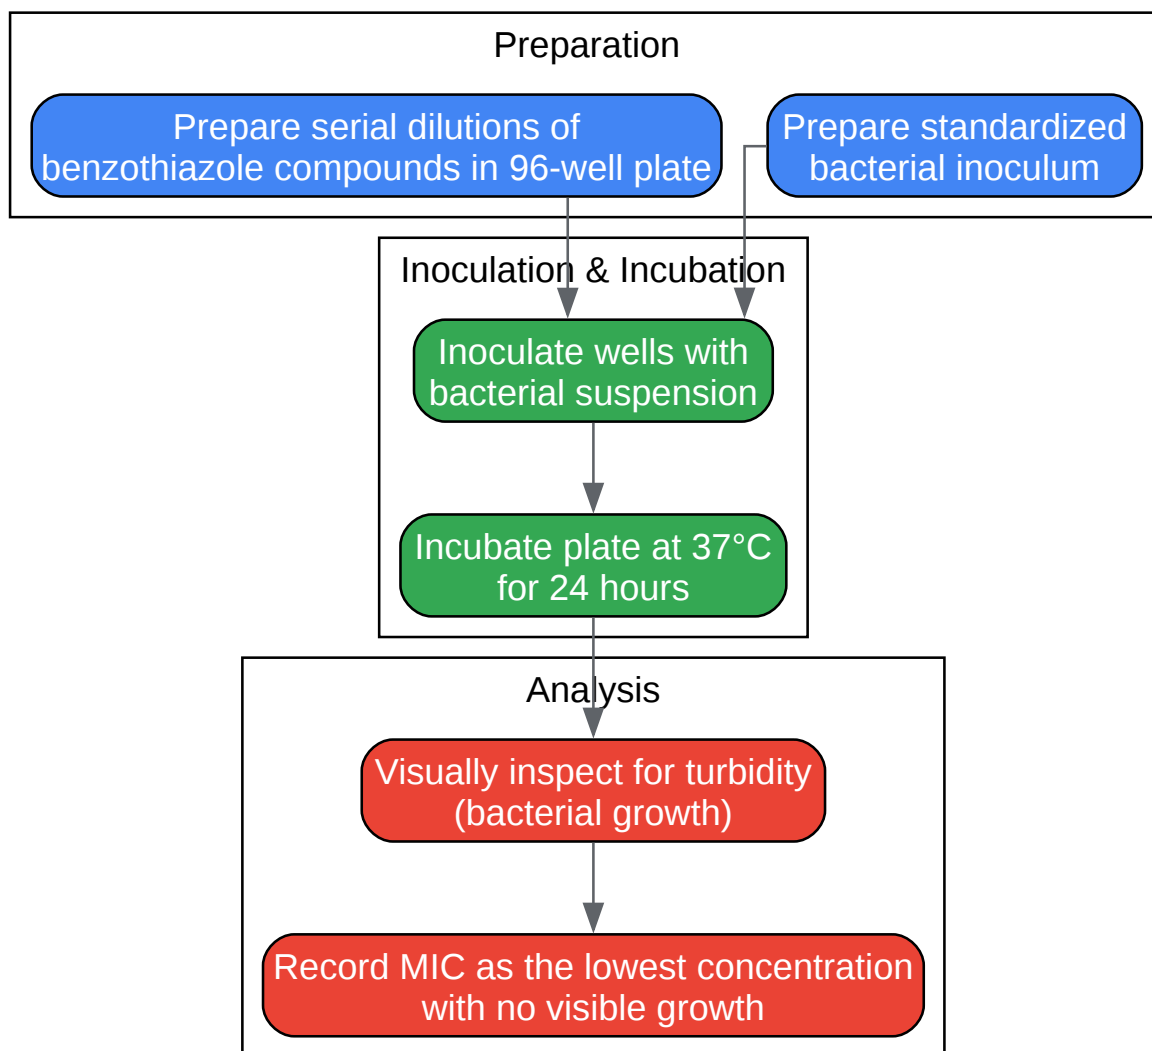 Preparation
Prepare serial dilutions of
benzothiazole compounds in 96-well plate
Prepare standardized
bacterial inoculum
Inoculation & Incubation
Inoculate wells with
bacterial suspension
Incubate plate at 37°C
for 24 hours
Analysis
Visually inspect for turbidity
(bacterial growth)
Record MIC as the lowest concentration
with no visible growth